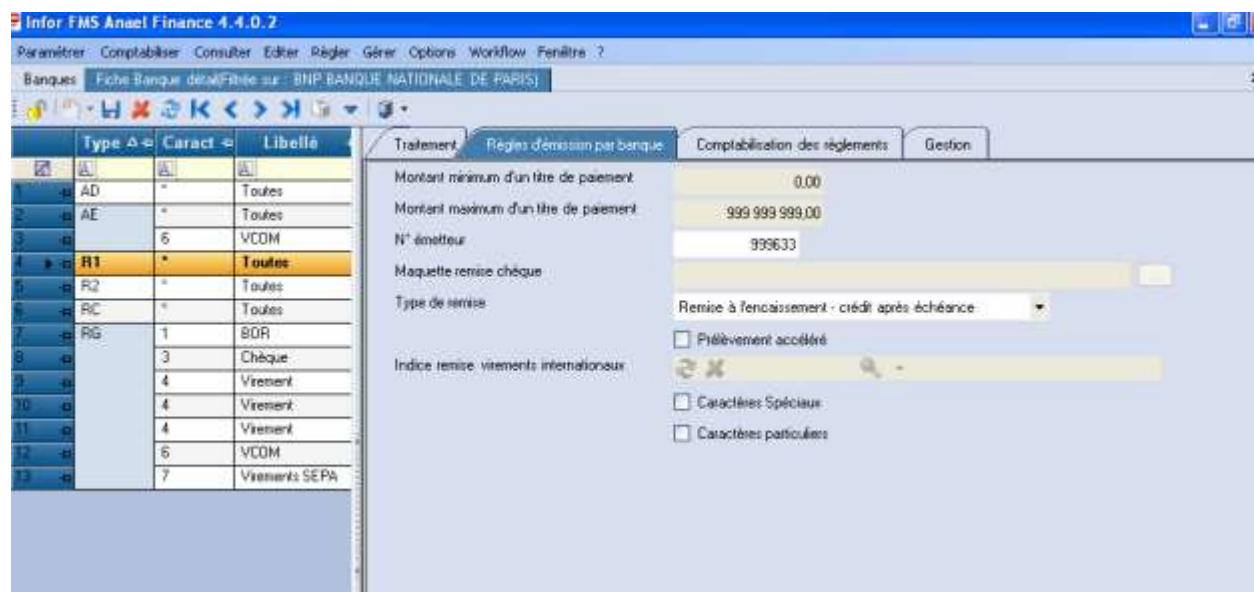 Infor FMS Anael Finance 4.4.0.2
Paramétrer Comptabiliser Consulter Editer Régler Gérer Options Workflow Fenêtre ?
Banques Fiche Banque détail(Filtrée sur : BNP BANQUE NATIONALE DE PARIS)
Type Caract Libellé
1 AD * Toutes
2 AE * Toutes
3 6 VCOM
4 R1 * Toutes
5 R2 * Toutes
6 RC * Toutes
7 RG 1 BOR
8 3 Chèque
9 4 Virement
10 4 Virement
11 4 Virement
12 6 VCOM
13 7 Virements SEPA
Traitement Règles d'émission par banque Comptabilisation des règlements Gestion
Montant minimum d'un titre de paiement 0,00
Montant maximum d'un titre de paiement 999 999 999,00
N° émetteur 999633
Maquette remise chèque ...
Type de remise Remise à l'encaissement - crédit après échéance
Prélèvement accéléré
Indice remise virements internationaux
Caractères Spéciaux
Caractères particuliers